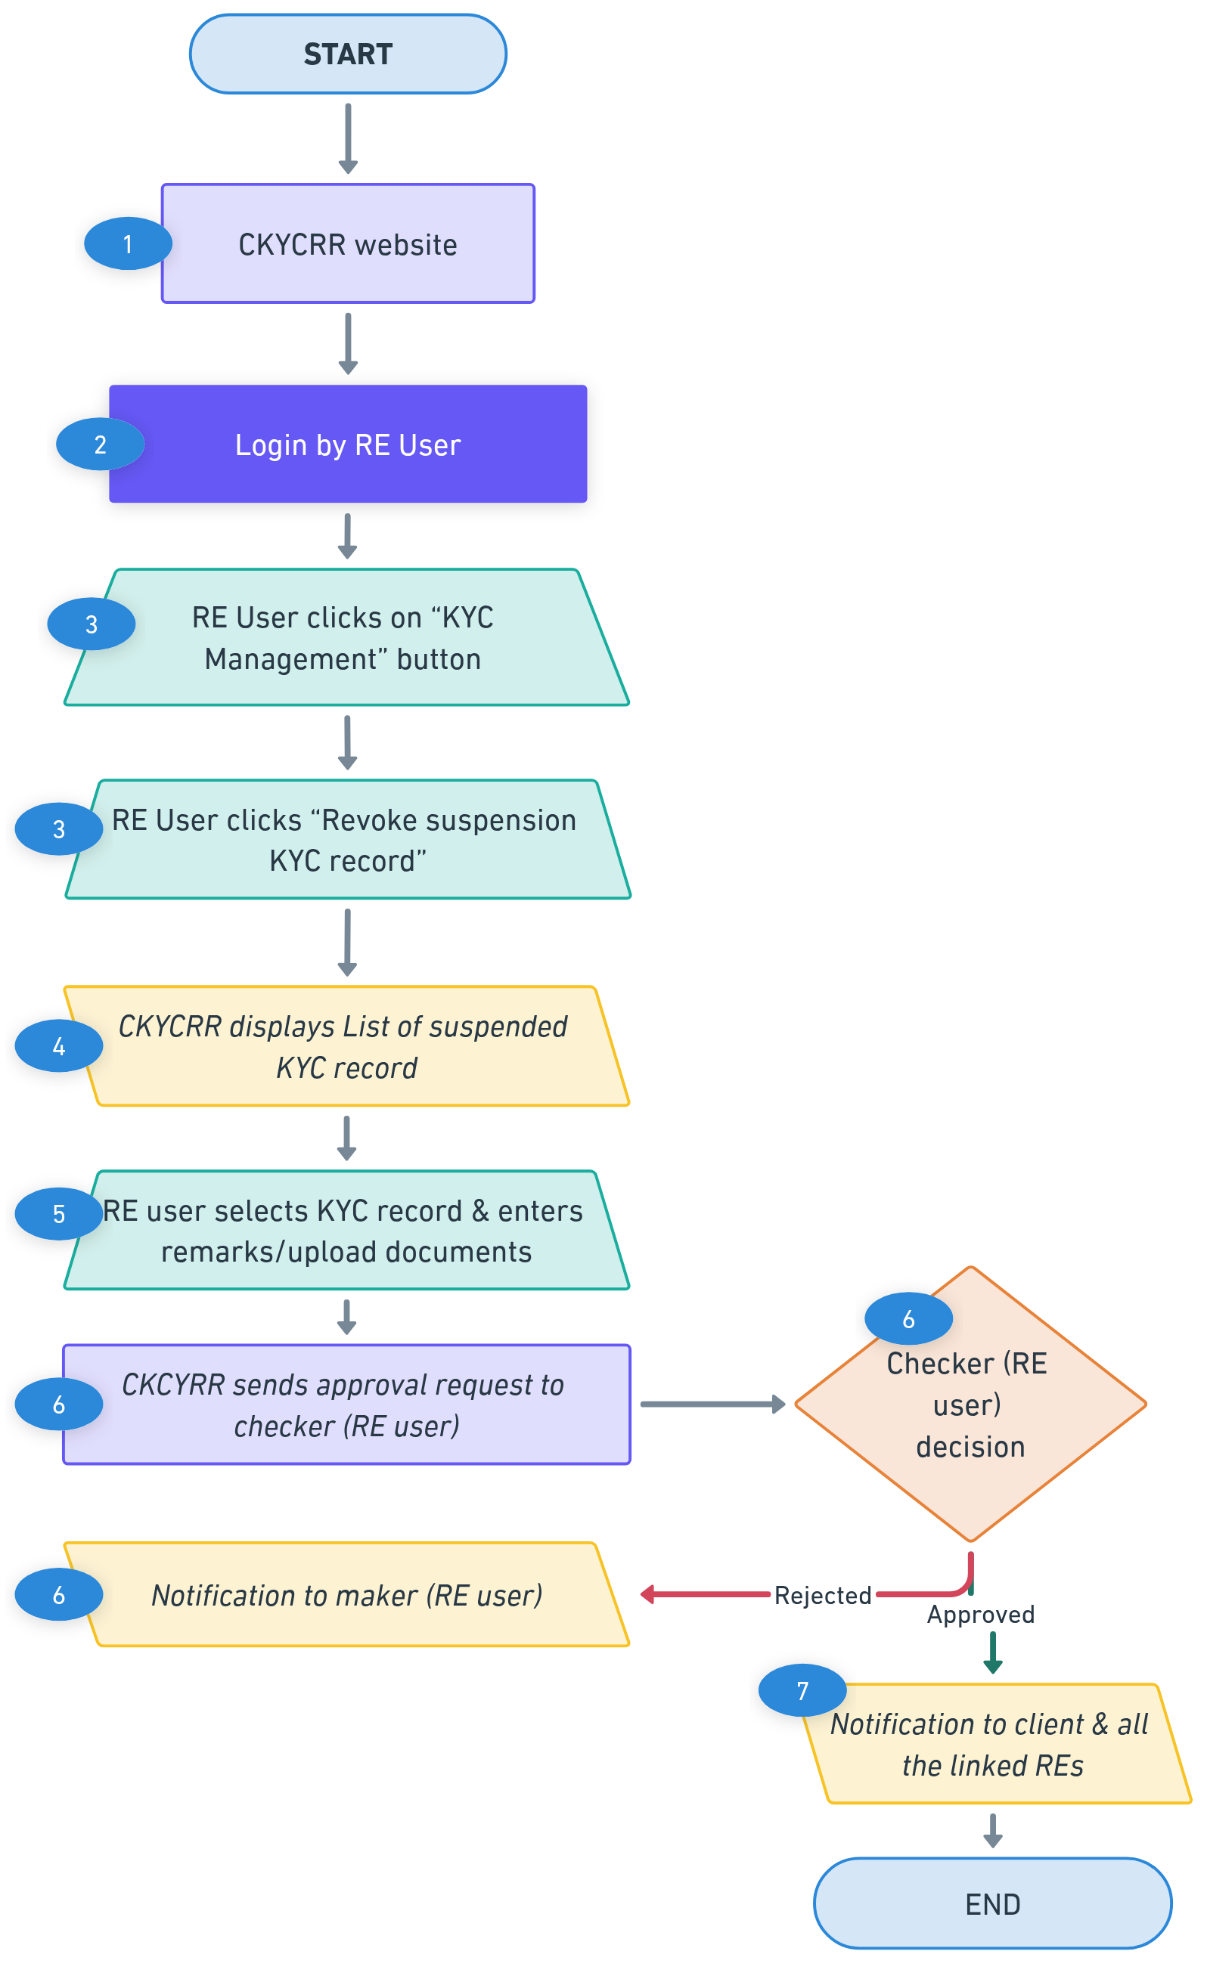 START
1
CKYCRR website
2
Login by RE User
3
RE User clicks on “KYC
Management” button
3
RE User clicks “Revoke suspension
KYC record”
4
CKYCRR displays List of suspended
KYC record
5
RE user selects KYC record & enters
remarks/upload documents
6
CKCYRR sends approval request to
checker (RE user)
6
Checker (RE
user)
decision
6
Notification to maker (RE user)
Rejected
Approved
7
Notification to client & all
the linked REs
END